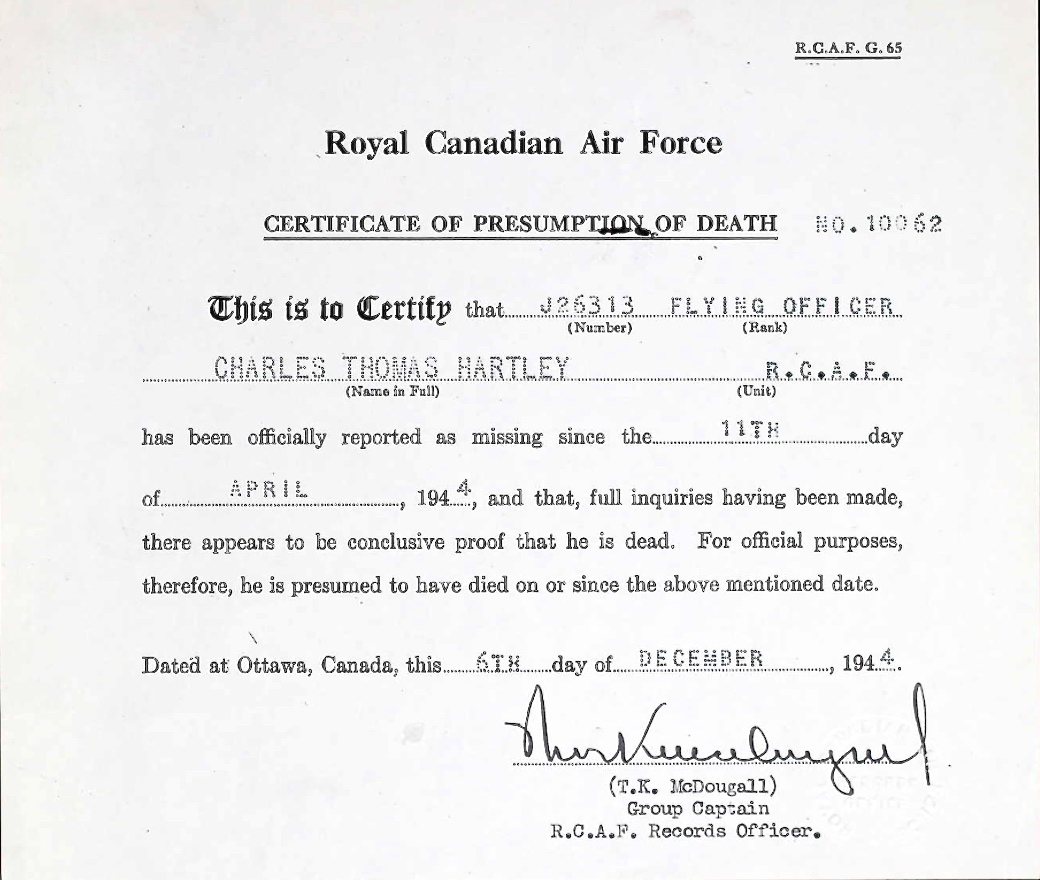 R.C.A.F. G. 65
Royal Canadian Air Force
CERTIFICATE OF PRESUMPTION OF DEATH NO. 10062
This is to Certify that J26313 FLYING OFFICER
(Number) (Rank)
CHARLES THOMAS HARTLEY R.C.A.F.
(Name in Full) (Unit)
has been officially reported as missing since the 11TH day
of APRIL, 1944, and that, full inquiries having been made,
there appears to be conclusive proof that he is dead. For official purposes,
therefore, he is presumed to have died on or since the above mentioned date.
Dated at Ottawa, Canada, this 6TH day of DECEMBER, 1944.
(T.K. McDougall)
Group Captain
R.C.A.F. Records Officer.